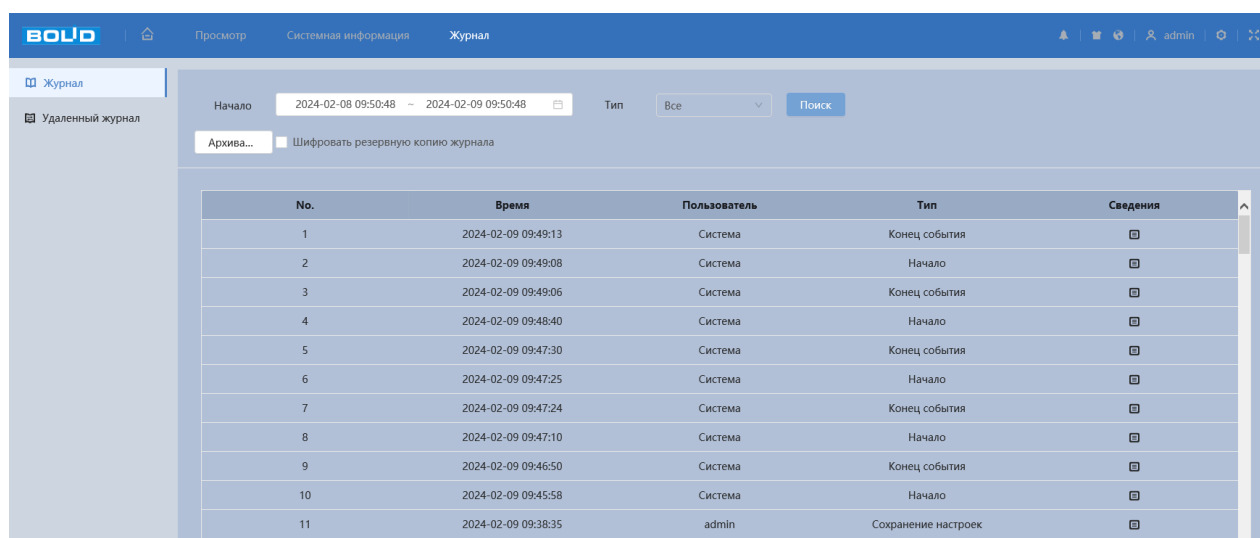 BOLID Просмотр Системная информация Журнал admin
Журнал
Удаленный журнал
Начало 2024-02-08 09:50:48 ~ 2024-02-09 09:50:48 Тип Все Поиск
Архива... Шифровать резервную копию журнала
No. Время Пользователь Тип Сведения
1 2024-02-09 09:49:13 Система Конец события
2 2024-02-09 09:49:08 Система Начало
3 2024-02-09 09:49:06 Система Конец события
4 2024-02-09 09:48:40 Система Начало
5 2024-02-09 09:47:30 Система Конец события
6 2024-02-09 09:47:25 Система Начало
7 2024-02-09 09:47:24 Система Конец события
8 2024-02-09 09:47:10 Система Начало
9 2024-02-09 09:46:50 Система Конец события
10 2024-02-09 09:45:58 Система Начало
11 2024-02-09 09:38:35 admin Сохранение настроек